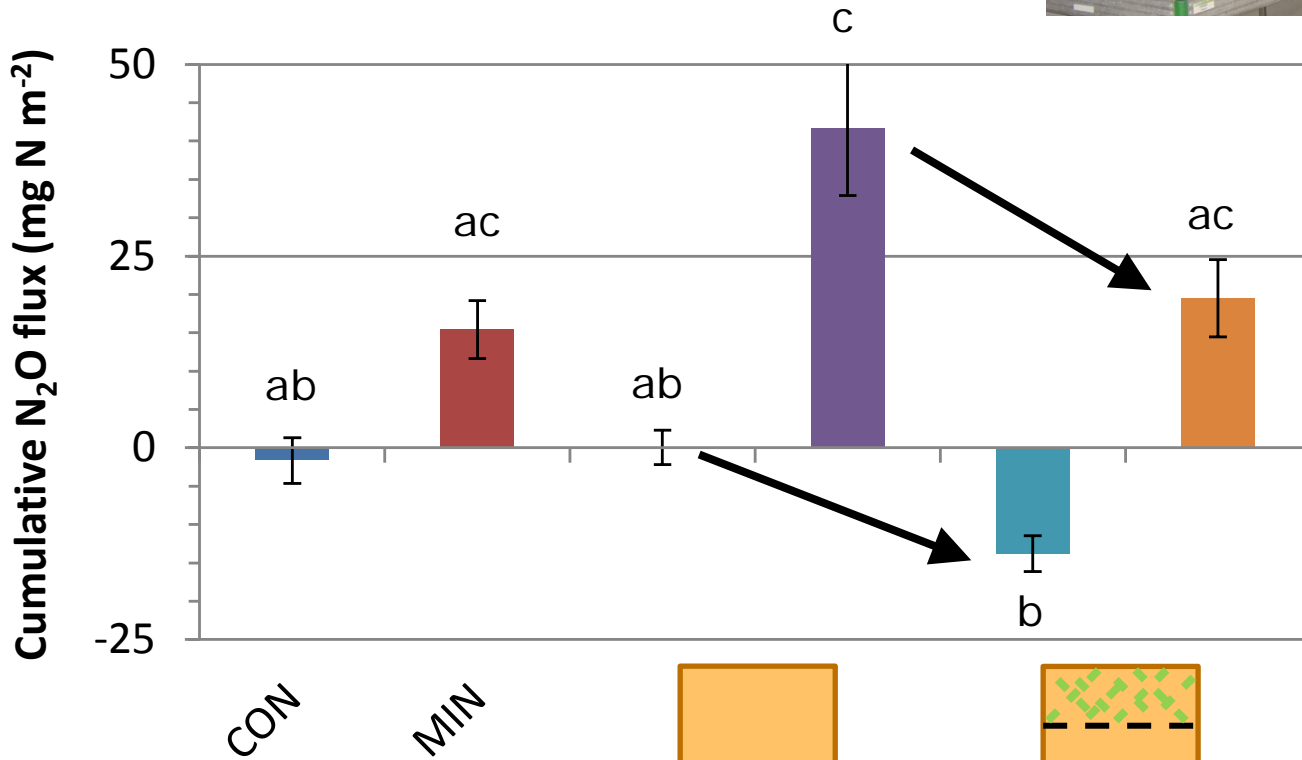 c
50
Cumulative N₂O flux (mg N m⁻²)
ac
ac
25
ab
ab
0
b
-25
CON
MIN